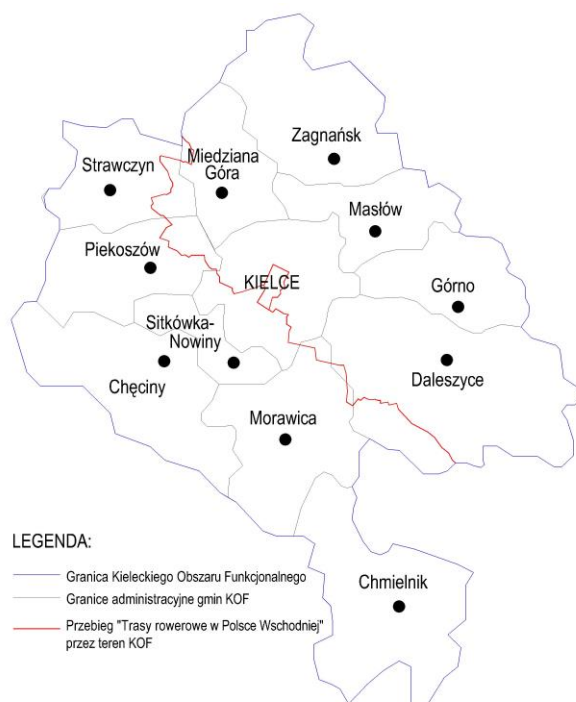 Zagnańsk
Miedziana
Góra
Strawczyn
Masłów
Piekoszów
KIELCE
Górno
Sitkówka-
Nowiny
Daleszyce
Chęciny
Morawica
LEGENDA:
Granica Kieleckiego Obszaru Funkcjonalnego
Granice administracyjne gmin KOF
Przebieg "Trasy rowerowe w Polsce Wschodniej"
przez teren KOF
Chmielnik